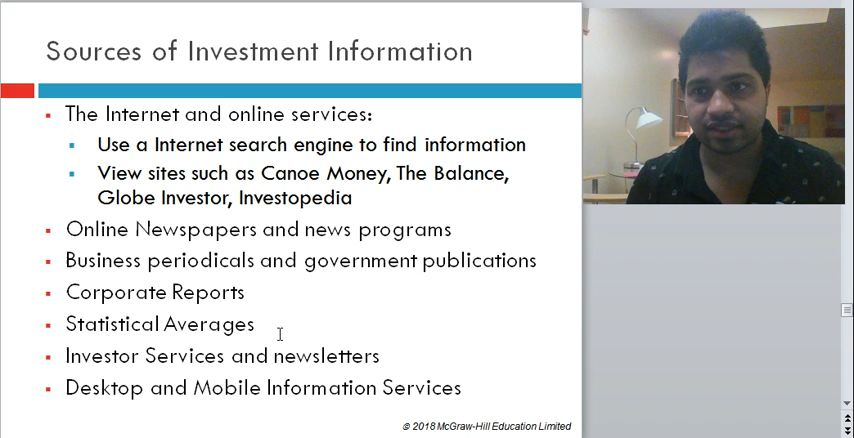 Sources of Investment Information
The Internet and online services:
Use a Internet search engine to find information
View sites such as Canoe Money, The Balance,
Globe Investor, Investopedia
Online Newspapers and news programs
Business periodicals and government publications
Corporate Reports
Statistical Averages
Investor Services and newsletters
Desktop and Mobile Information Services
© 2018 McGraw-Hill Education Limited